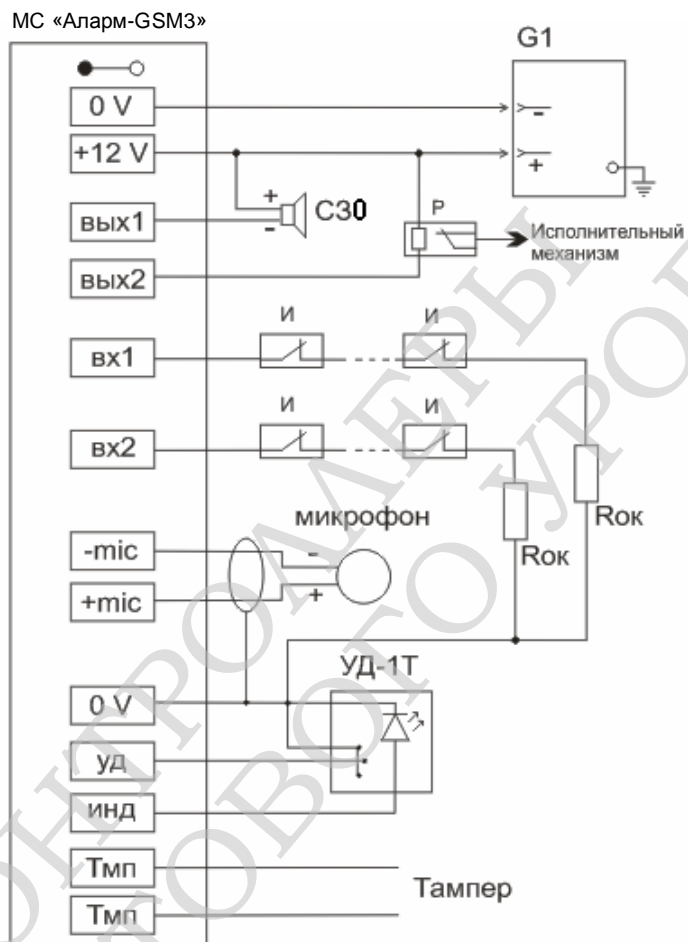 МС «Аларм-GSM3»
G1
0 V
-
+12 V
+
+
СЗ0
-
Р
вых1
Исполнительный
механизм
вых2
И
И
вх1
И
И
вх2
Rок
микрофон
Rок
-mic
-
+mic
+
УД-1Т
0 V
уд
инд
Тмп
Тампер
Тмп